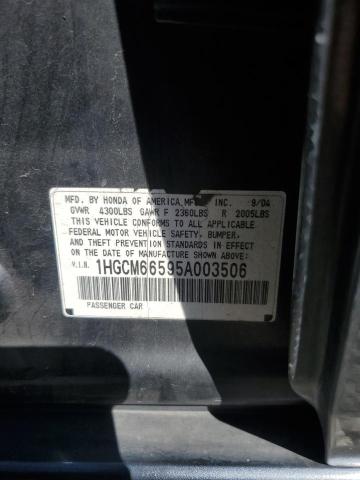 MFD. BY HONDA OF AMERICA MFG., INC. 9/04
GVWR 4300LBS GAWR F 2360LBS R 2005LBS
THIS VEHICLE CONFORMS TO ALL APPLICABLE
FEDERAL MOTOR VEHICLE SAFETY, BUMPER,
AND THEFT PREVENTION STANDARDS IN EFFECT
ON THE DATE OF MANUFACTURE SHOWN ABOVE:
V.I.N. 1HGCM66595A003506
PASSENGER CAR